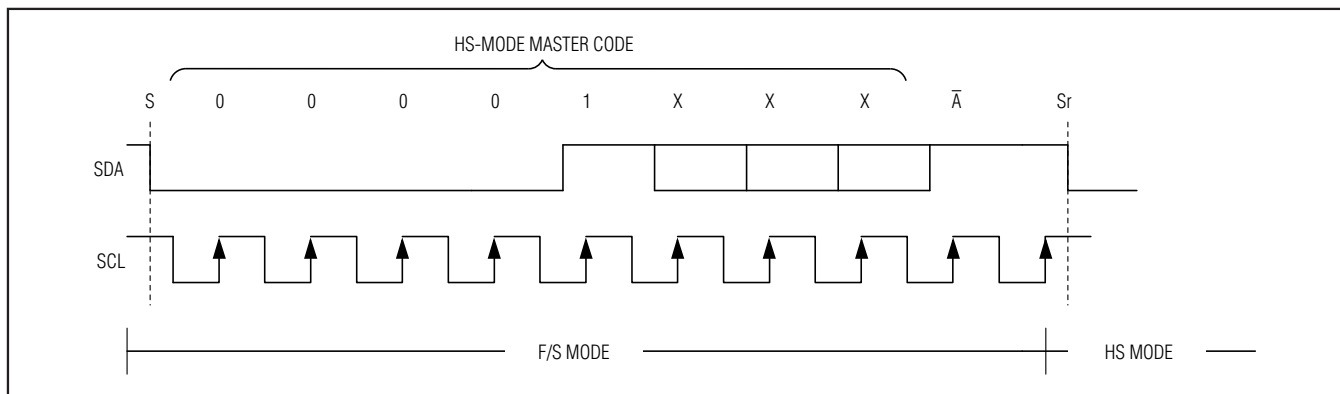 HS-MODE MASTER CODE
S 0 0 0 0 1 X X X A̅ Sr
SDA
SCL
F/S MODE HS MODE